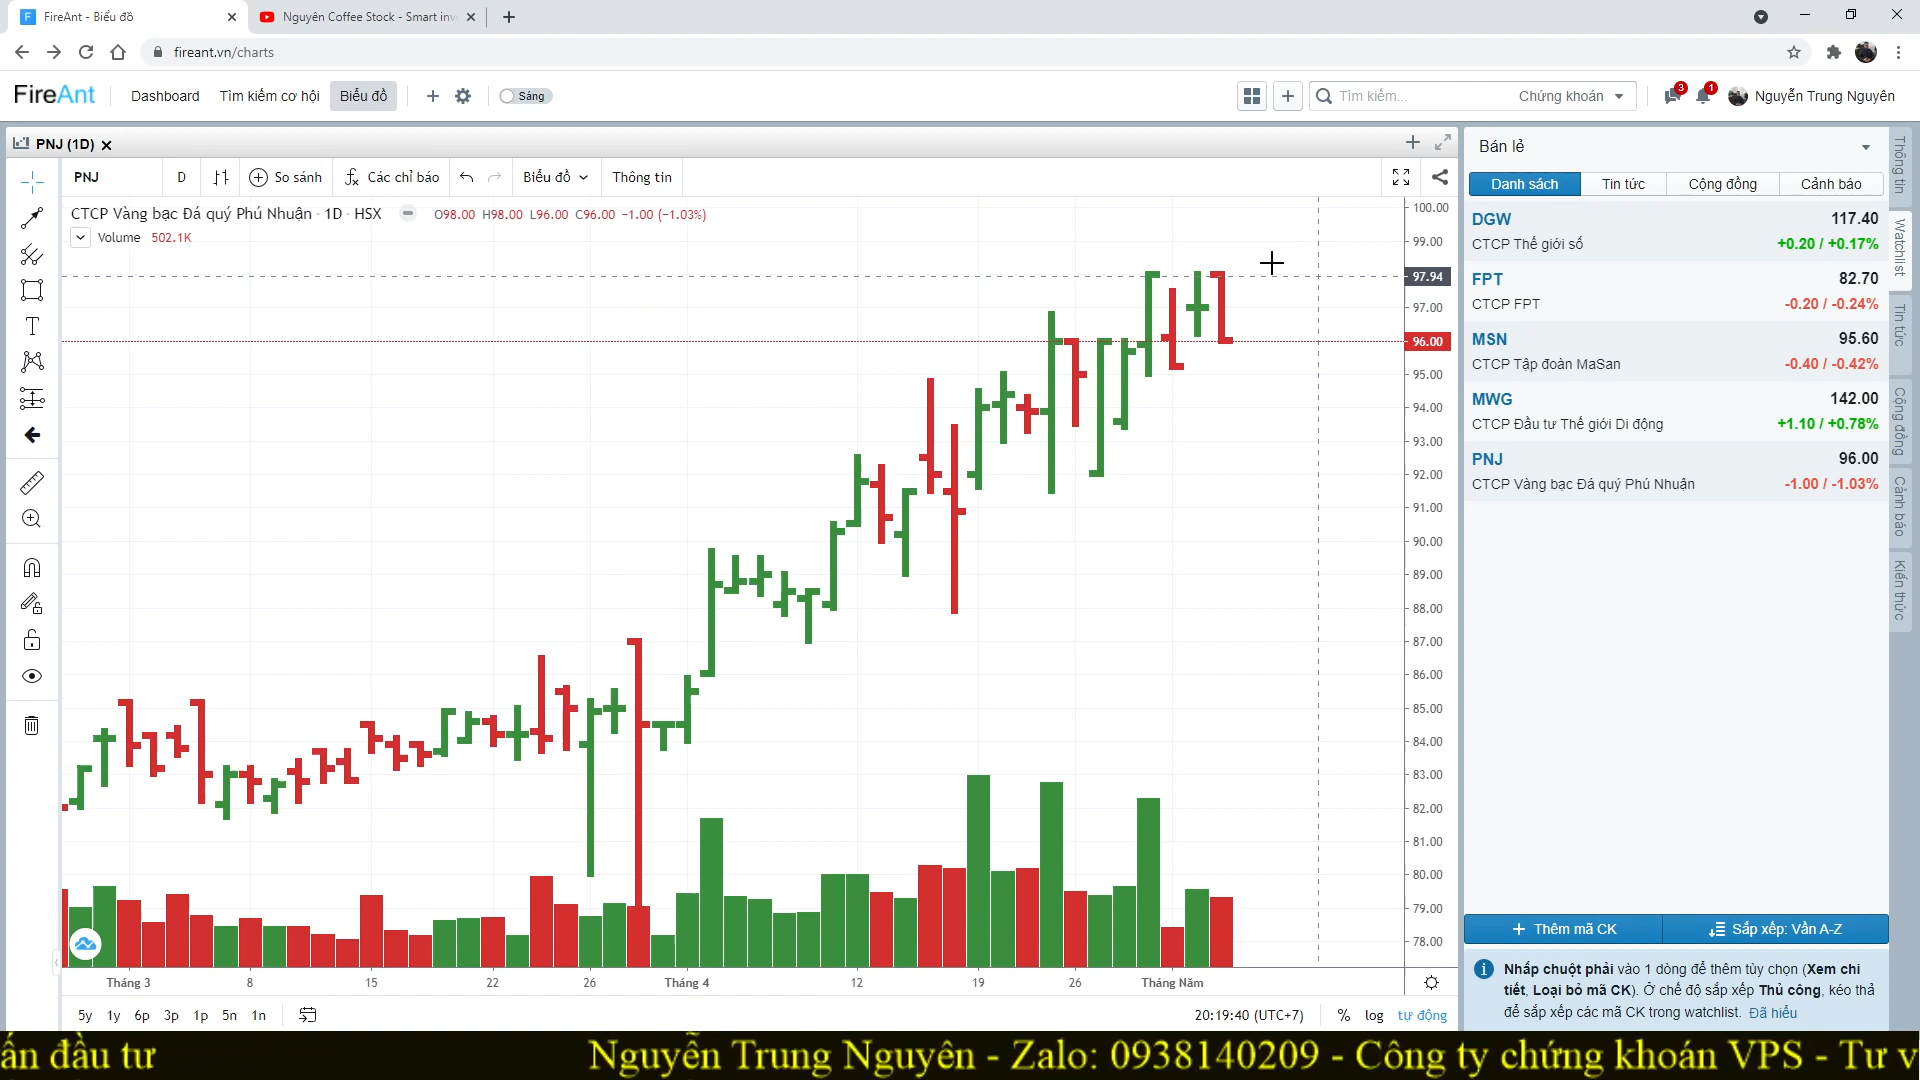 FireAnt - Biểu đồ
Nguyên Coffee Stock - Smart inv
fireant.vn/charts
FireAnt
Dashboard
Tìm kiếm cơ hội
Biểu đồ
Sáng
Tìm kiếm...
Chứng khoán
3
1
Nguyễn Trung Nguyên
PNJ (1D)
PNJ
D
So sánh
Các chỉ báo
Biểu đồ
Thông tin
CTCP Vàng bạc Đá quý Phú Nhuận · 1D · HSX
O98.00 H98.00 L96.00 C96.00 −1.00 (−1.03%)
Volume 502.1K
100.00
99.00
97.94
97.00
96.00
95.00
94.00
93.00
92.00
91.00
90.00
89.00
88.00
87.00
86.00
85.00
84.00
83.00
82.00
81.00
80.00
79.00
78.00
Tháng 3
8
15
22
26
Tháng 4
12
19
26
Tháng Năm
5y 1y 6p 3p 1p 5n 1n
20:19:40 (UTC+7)
% log tự động
Bán lẻ
Danh sách
Tin tức
Cộng đồng
Cảnh báo
DGW 117.40
CTCP Thế giới số +0.20 / +0.17%
FPT 82.70
CTCP FPT -0.20 / -0.24%
MSN 95.60
CTCP Tập đoàn MaSan -0.40 / -0.42%
MWG 142.00
CTCP Đầu tư Thế giới Di động +1.10 / +0.78%
PNJ 96.00
CTCP Vàng bạc Đá quý Phú Nhuận -1.00 / -1.03%
Thêm mã CK
Sắp xếp: Vần A-Z
Nhấp chuột phải vào 1 dòng để thêm tùy chọn (Xem chi
tiết, Loại bỏ mã CK). Ở chế độ sắp xếp Thủ công, kéo thả
để sắp xếp các mã CK trong watchlist. Đã hiểu
Thông tin
Watchlist
Tin tức
Cộng đồng
Cảnh báo
Kiến thức
ấn đầu tư
Nguyễn Trung Nguyên - Zalo: 0938140209 - Công ty chứng khoán VPS - Tư v